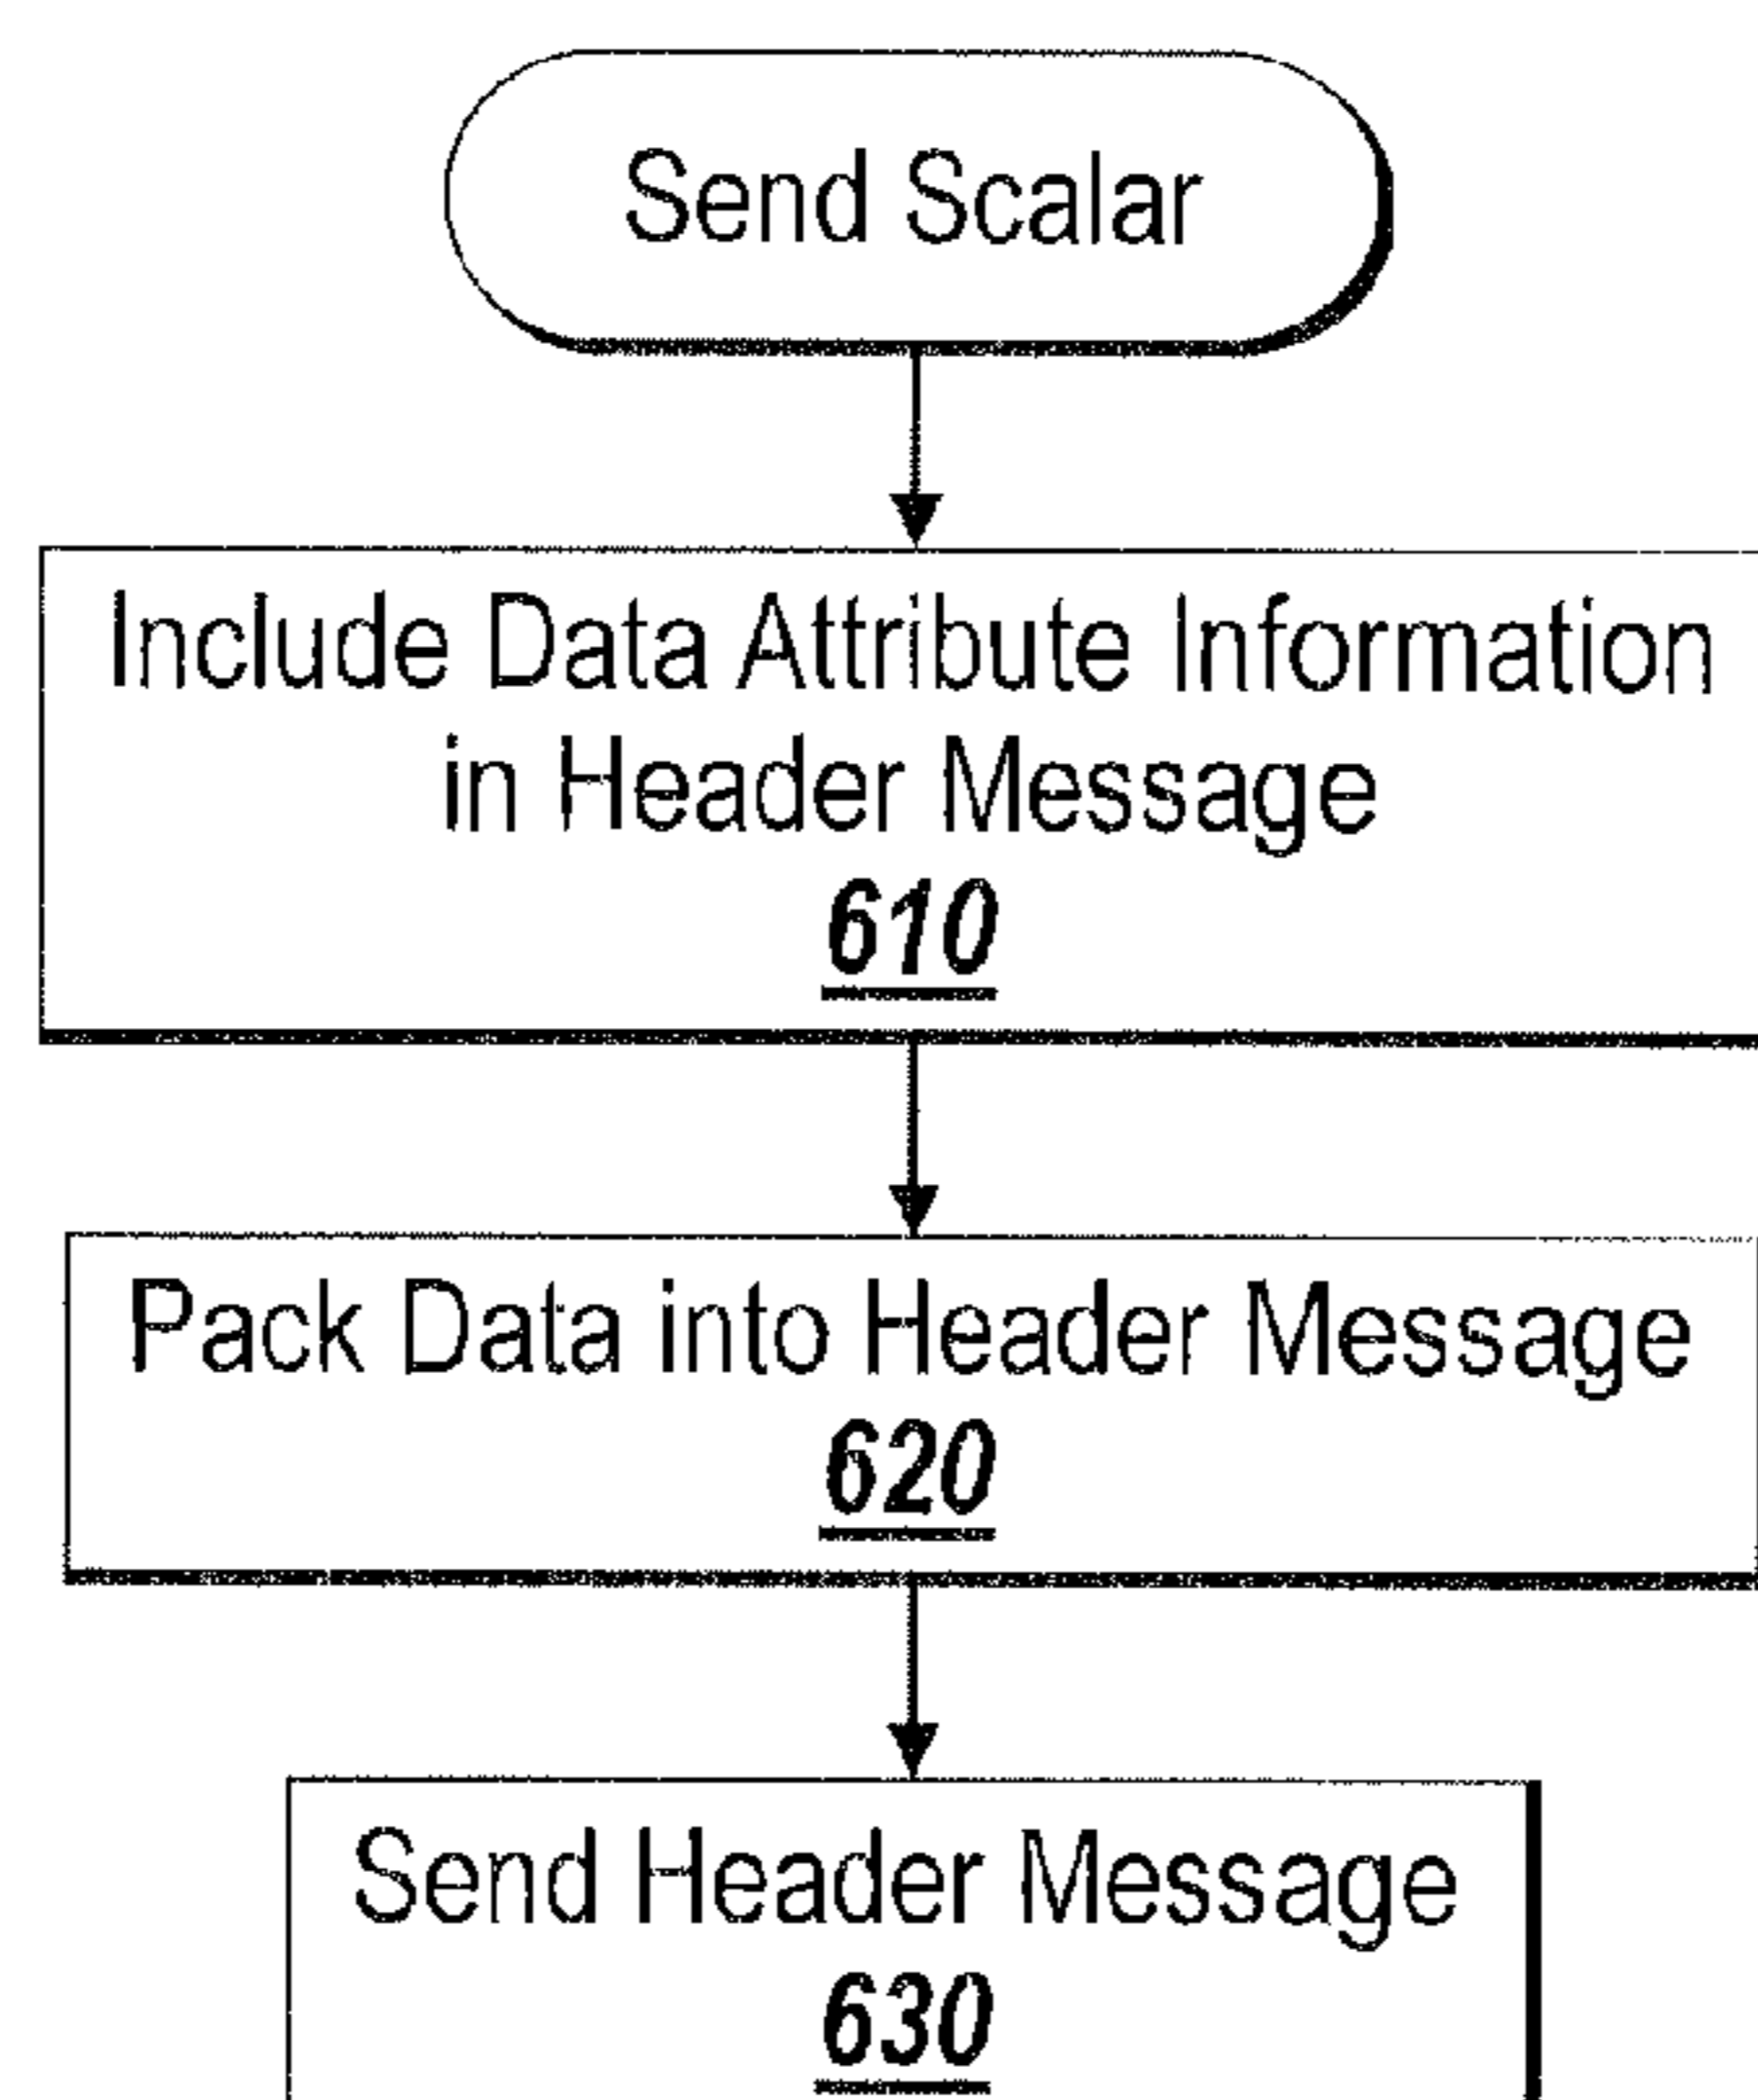 Send Scalar
Include Data Attribute Information
in Header Message
610
Pack Data into Header Message
620
Send Header Message
630